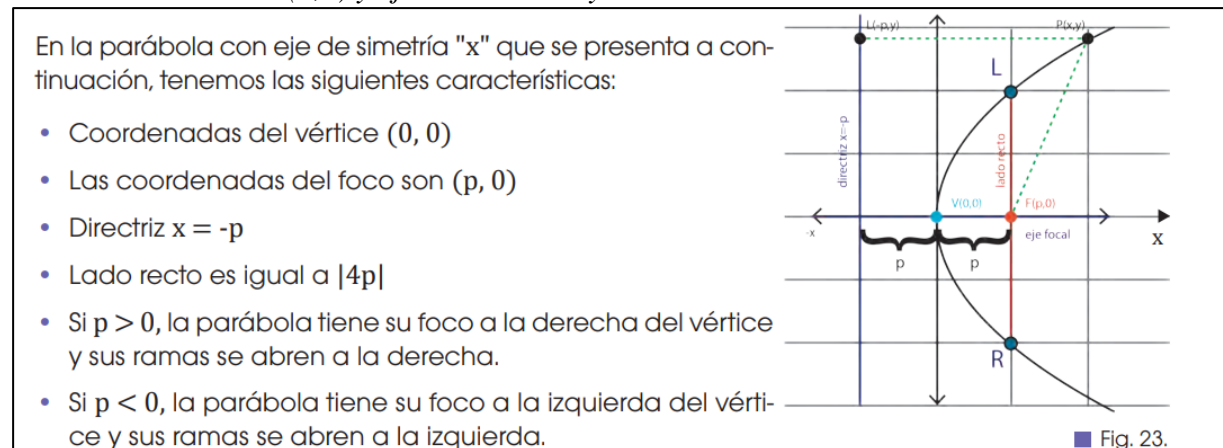 En la parábola con eje de simetría "x" que se presenta a con-
tinuación, tenemos las siguientes características:
• Coordenadas del vértice (0, 0)
• Las coordenadas del foco son (p, 0)
• Directriz x = -p
• Lado recto es igual a |4p|
• Si p > 0, la parábola tiene su foco a la derecha del vértice
y sus ramas se abren a la derecha.
• Si p < 0, la parábola tiene su foco a la izquierda del vérti-
ce y sus ramas se abren a la izquierda.
L(-p,y)
P(x,y)
L
directriz x=-p
lado recto
V(0,0)
F(p,0)
-x
eje focal
x
p
p
R
Fig. 23.